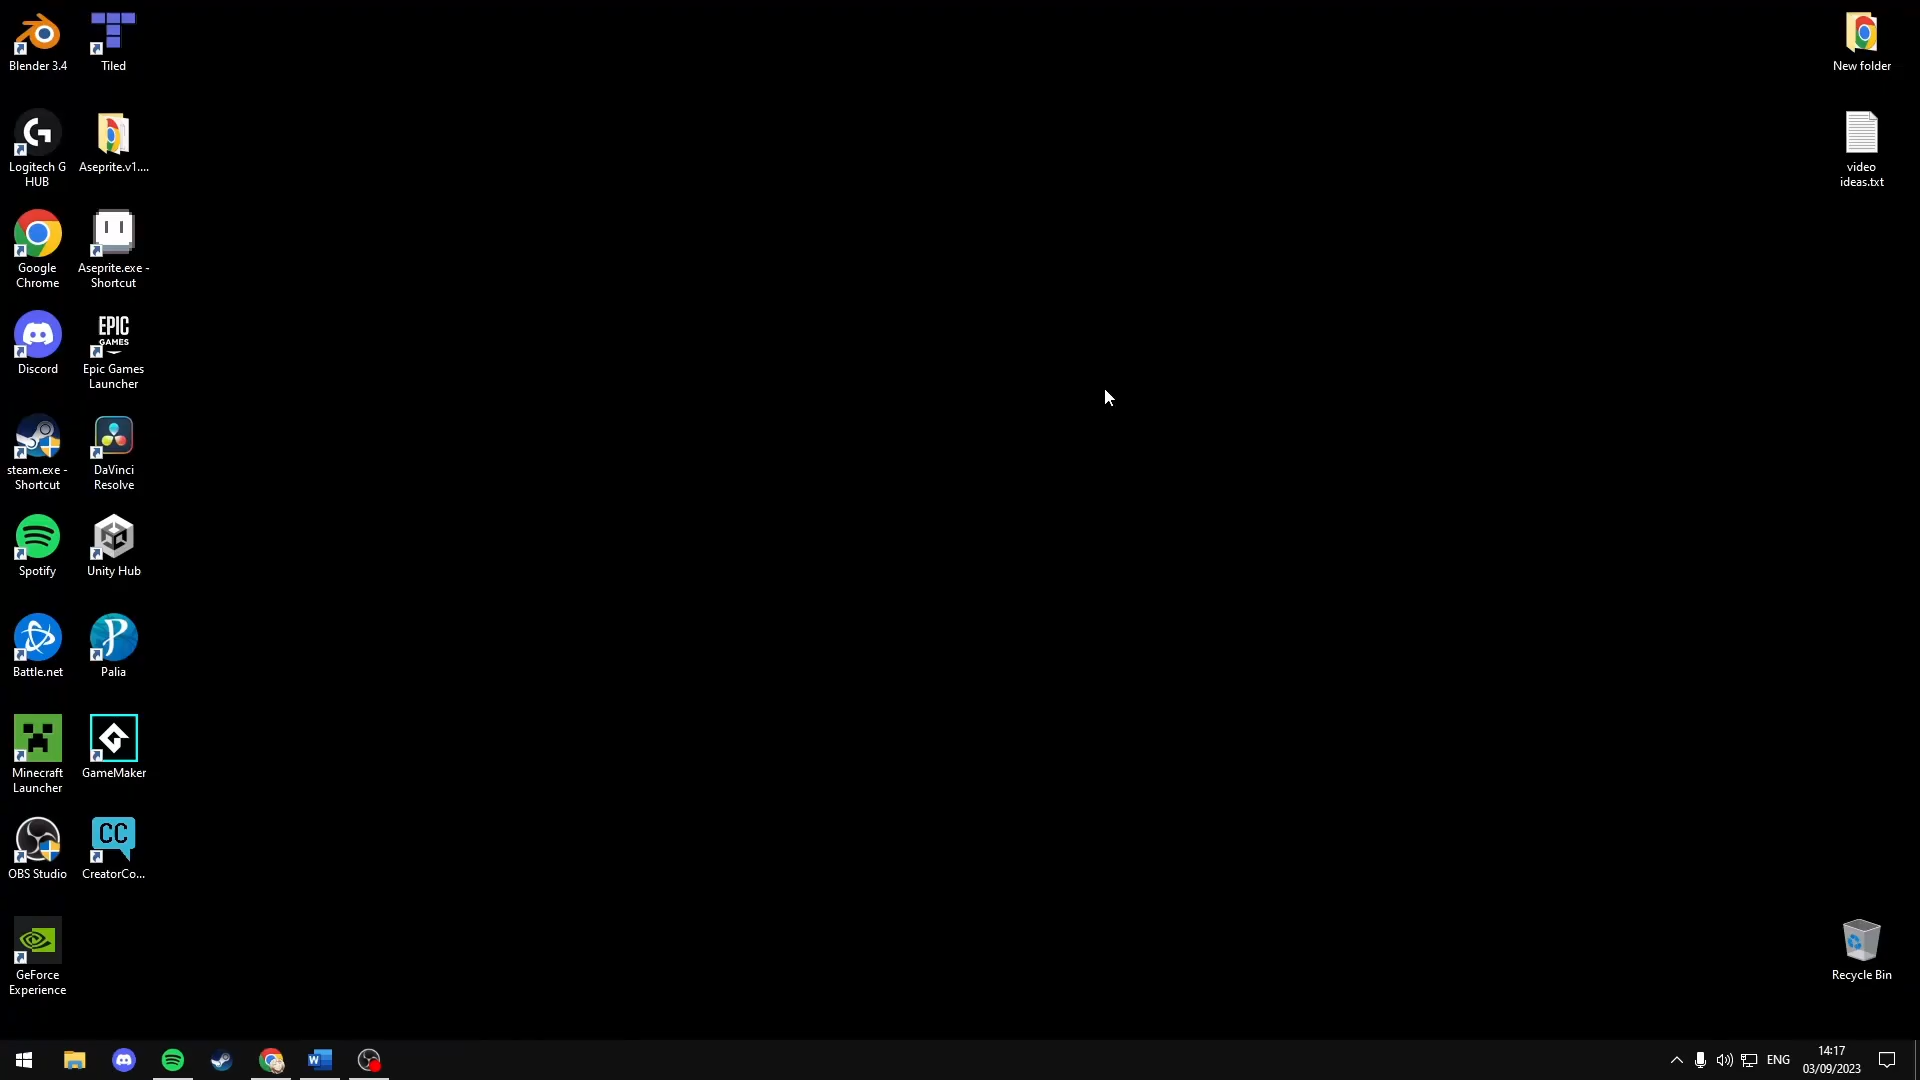 Blender 3.4
Tiled
Logitech G
HUB
Aseprite.v1....
Google
Chrome
Aseprite.exe -
Shortcut
Discord
EPIC
GAMES
Epic Games
Launcher
steam.exe -
Shortcut
DaVinci
Resolve
Spotify
Unity Hub
Battle.net
Palia
Minecraft
Launcher
GameMaker
OBS Studio
CC
CreatorCo...
GeForce
Experience
New folder
video
ideas.txt
Recycle Bin
ENG
14:17
03/09/2023